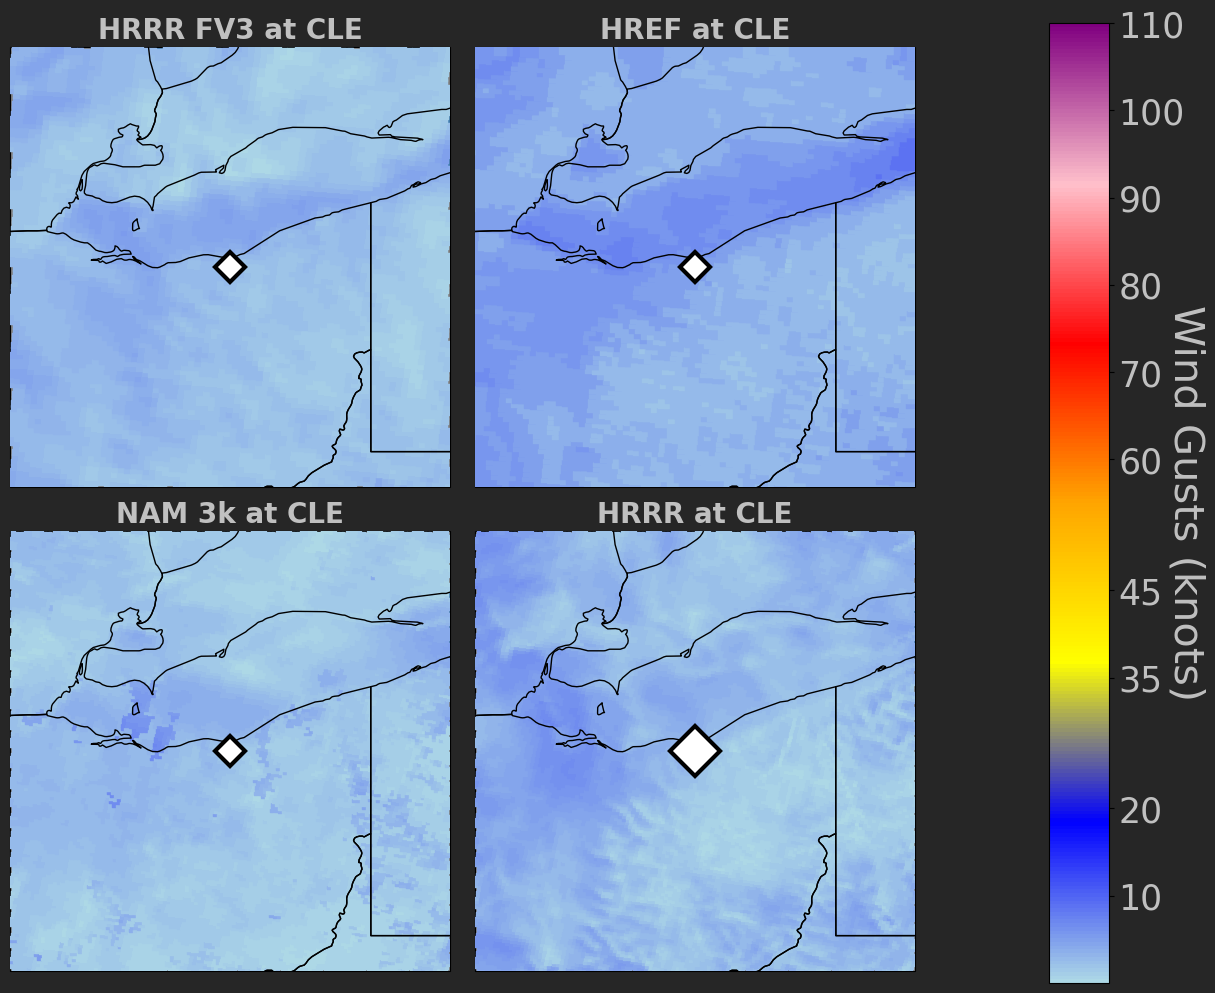 HRRR FV3 at CLE
HREF at CLE
NAM 3k at CLE
HRRR at CLE
110
100
90
80
70
60
45
35
20
10
Wind Gusts (knots)